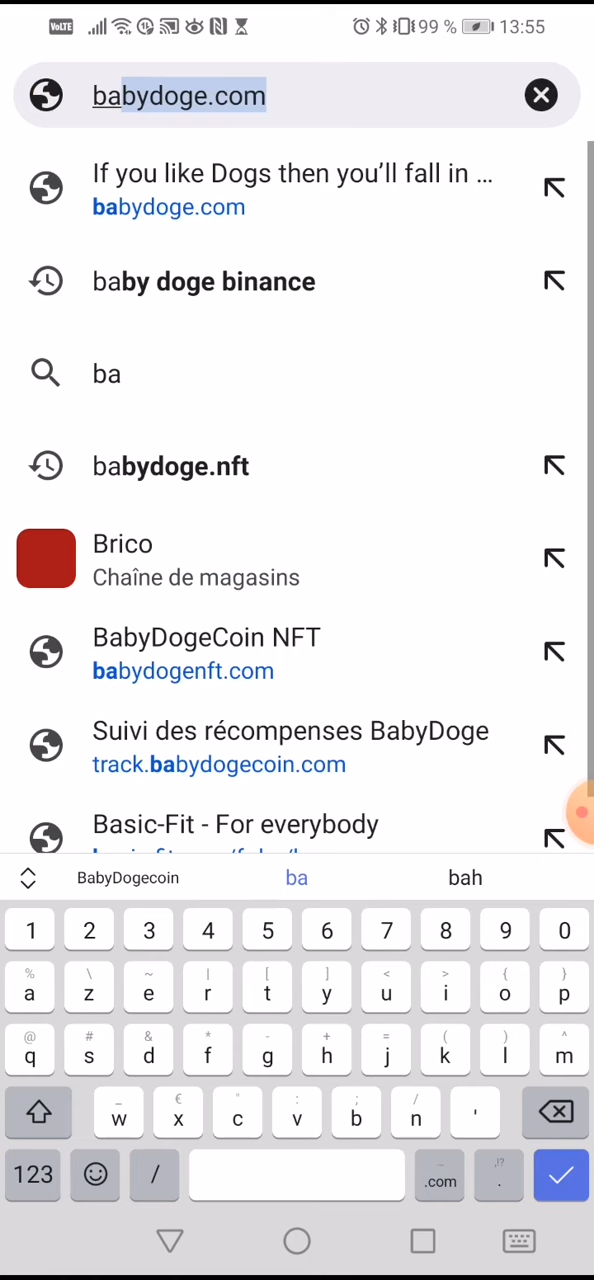 VoLTE 99 % 13:55
babydoge.com
If you like Dogs then you’ll fall in ...
babydoge.com
baby doge binance
ba
babydoge.nft
Brico
Chaîne de magasins
BabyDogeCoin NFT
babydogenft.com
Suivi des récompenses BabyDoge
track.babydogecoin.com
Basic-Fit - For everybody
BabyDogecoin ba bah
1 2 3 4 5 6 7 8 9 0
% \ ~ | [ ] < > { }
a z e r t y u i o p
@ # & * - + = ( ) ^
q s d f g h j k l m
_ € " : ; /
w x c v b n '
123 / .com ,!? .